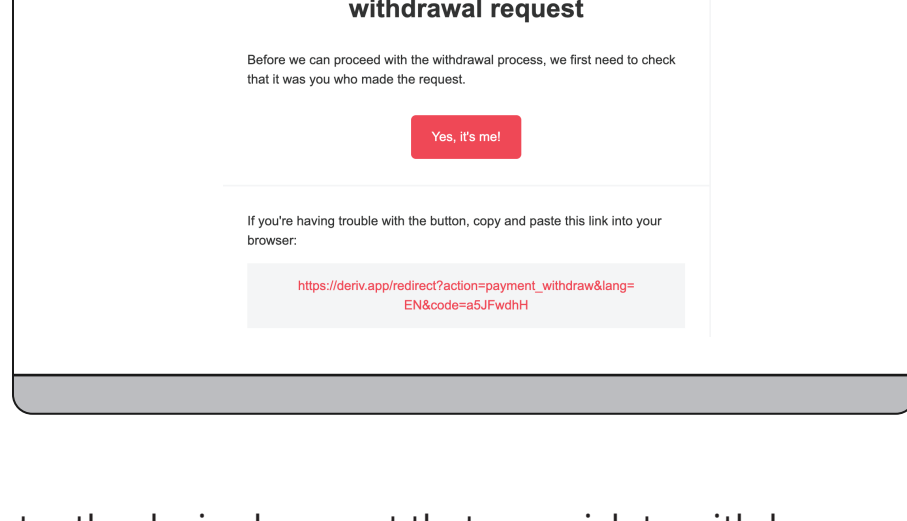 withdrawal request
Before we can proceed with the withdrawal process, we first need to check
that it was you who made the request.
Yes, it's me!
If you're having trouble with the button, copy and paste this link into your
browser:
https://deriv.app/redirect?action=payment_withdraw&lang=
EN&code=a5JFwdhH